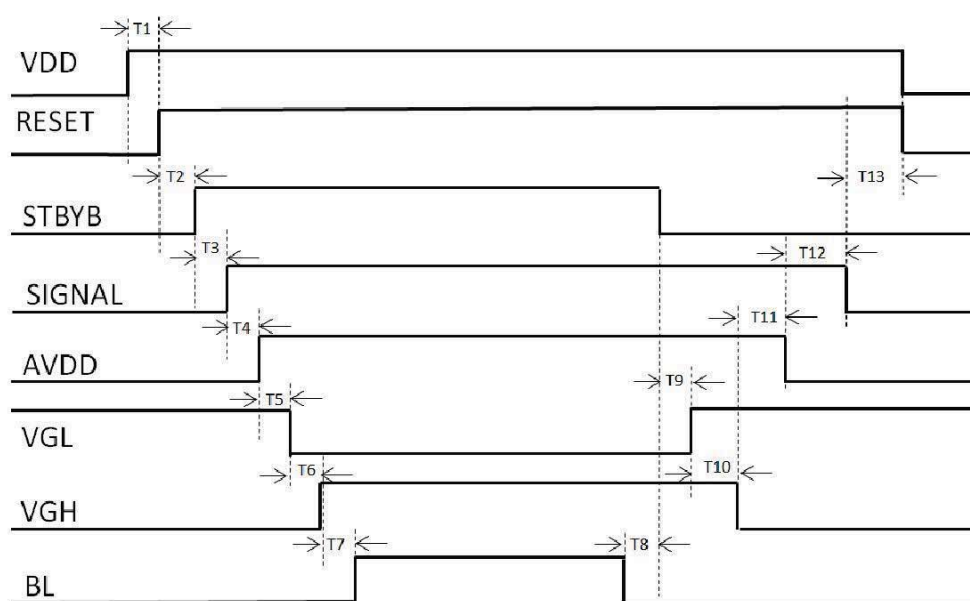 T1
VDD
RESET
T2
T13
STBYB
T3
T12
SIGNAL
T4
T11
AVDD
T5
T9
VGL
T6
T10
VGH
T7
T8
BL